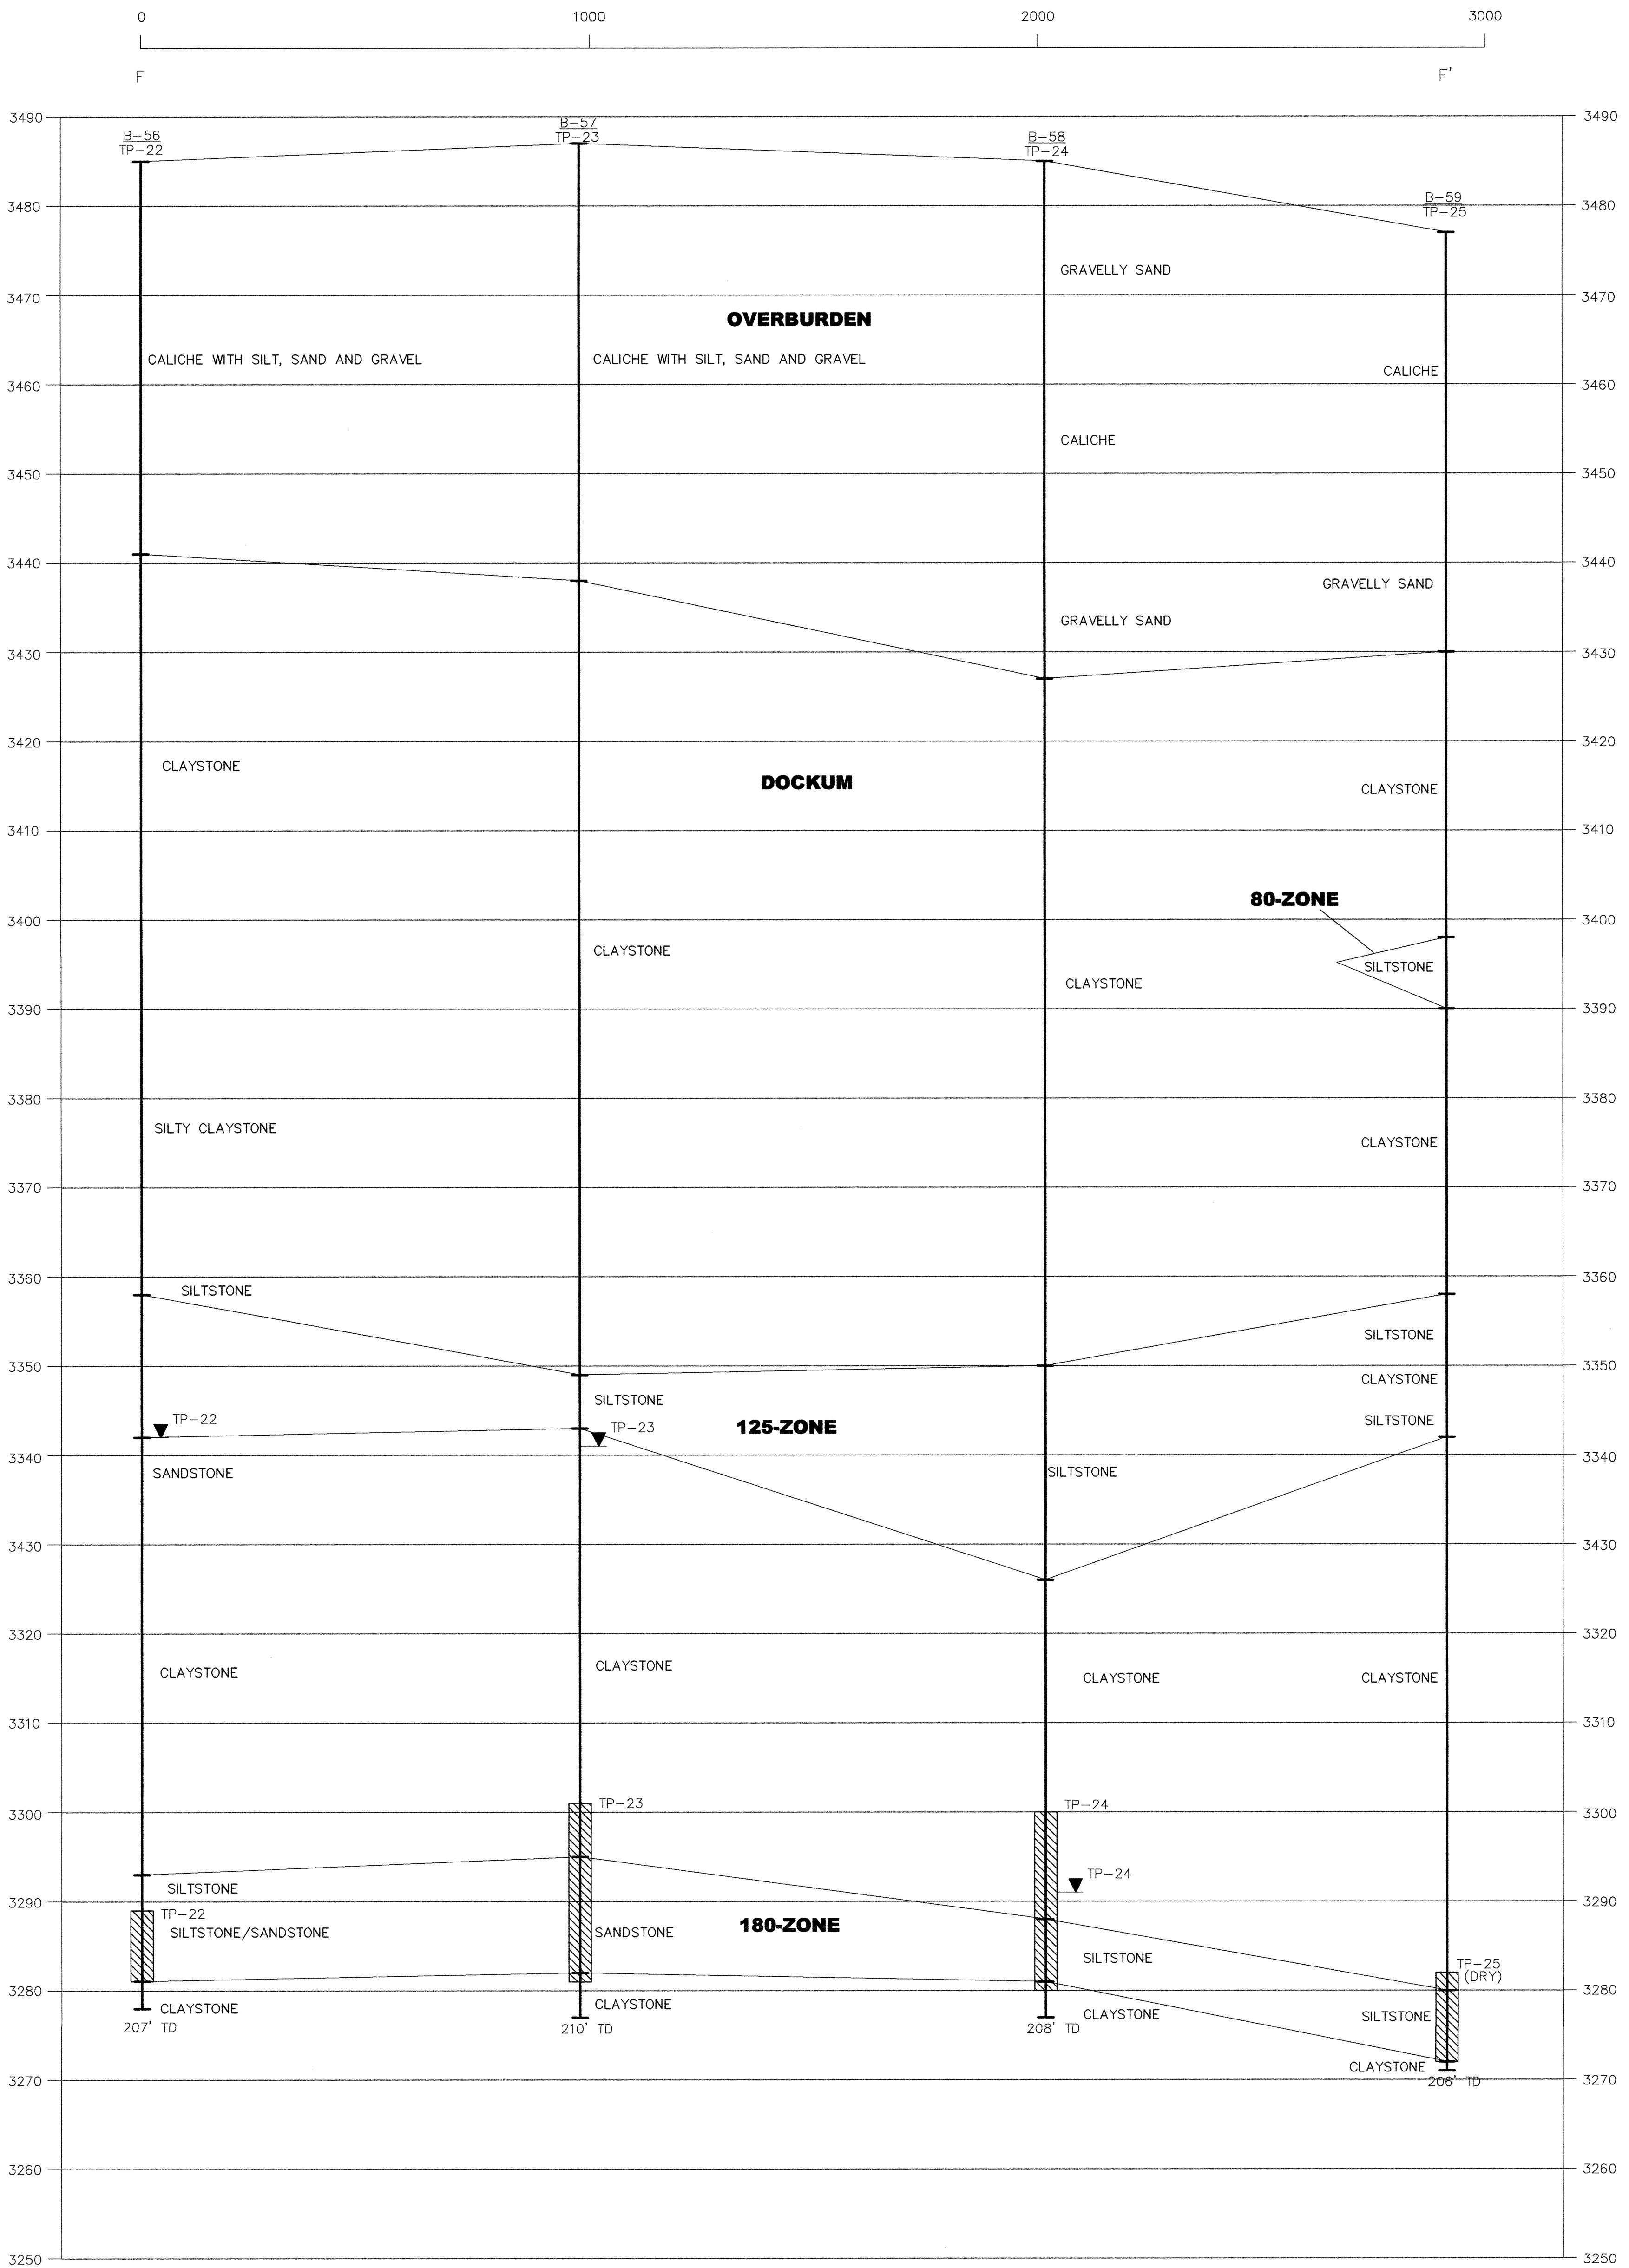 0 1000 2000 3000
F F'
3490 3490
B-57
TP-23
B-56
TP-22
B-58
TP-24
B-59
TP-25
3480 3480
GRAVELLY SAND
3470 3470
OVERBURDEN
CALICHE WITH SILT, SAND AND GRAVEL CALICHE WITH SILT, SAND AND GRAVEL
CALICHE
3460 3460
CALICHE
3450 3450
3440 3440
GRAVELLY SAND
GRAVELLY SAND
3430 3430
3420 3420
CLAYSTONE
DOCKUM
CLAYSTONE
3410 3410
80-ZONE
3400 3400
CLAYSTONE
SILTSTONE
CLAYSTONE
3390 3390
3380 3380
SILTY CLAYSTONE
CLAYSTONE
3370 3370
3360 3360
SILTSTONE
SILTSTONE
3350 3350
CLAYSTONE
SILTSTONE
TP-22
SILTSTONE
125-ZONE
TP-23
3340 3340
SANDSTONE
SILTSTONE
3430 3430
3320 3320
CLAYSTONE
CLAYSTONE
CLAYSTONE
CLAYSTONE
3310 3310
TP-23
TP-24
3300 3300
TP-24
SILTSTONE
3290 3290
TP-22
180-ZONE
SILTSTONE/SANDSTONE
SANDSTONE
SILTSTONE
TP-25
(DRY)
3280 3280
CLAYSTONE
CLAYSTONE
CLAYSTONE
SILTSTONE
207' TD
210' TD
208' TD
CLAYSTONE
3270 3270
206' TD
3260 3260
3250 3250